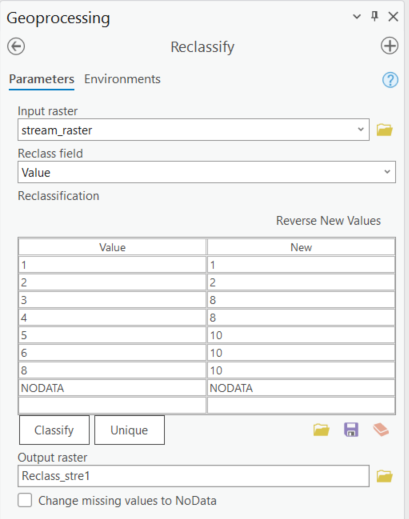 Geoprocessing
Reclassify
Parameters Environments
Input raster
stream_raster
Reclass field
Value
Reclassification
Reverse New Values
Value New
1 1
2 2
3 8
4 8
5 10
6 10
8 10
NODATA NODATA
Classify Unique
Output raster
Reclass_stre1
Change missing values to NoData